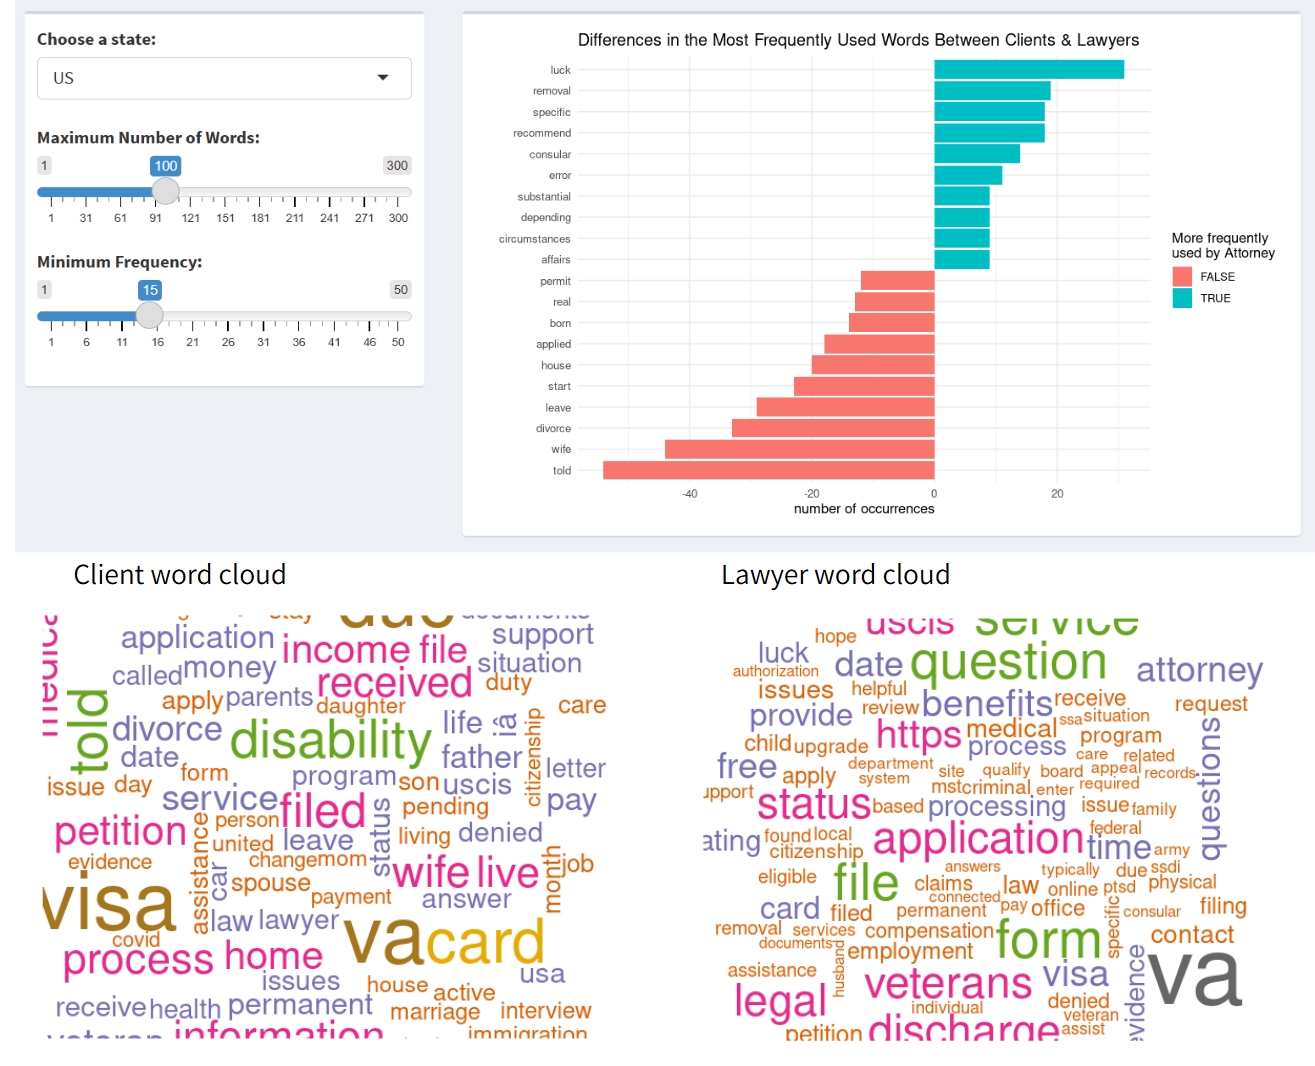 Choose a state:
US
Maximum Number of Words:
1 100 300
1 31 61 91 121 151 181 211 241 271 300
Minimum Frequency:
1 15 50
1 6 11 16 21 26 31 36 41 46 50
Differences in the Most Frequently Used Words Between Clients & Lawyers
luck
removal
specific
recommend
consular
error
substantial
depending
circumstances
affairs
permit
real
born
applied
house
start
leave
divorce
wife
told
-40 -20 0 20
number of occurrences
More frequently
used by Attorney
FALSE
TRUE
Client word cloud
stay documents
application income file support
called money situation
received duty
apply parents daughter care
told divorce disability life ia
date father citizenship
issue day form program son uscis letter
service filed pending pay
petition person status
united leave living denied
evidence assistance change mom month job
visa car spouse wife live
payment answer
law lawyer
covid va card
process home
issues usa
house active
receive health permanent marriage interview
veteran information immigration
Lawyer word cloud
uscis service
hope
luck question
authorization date attorney
issues helpful
review benefits receive request
provide https medical ssa situation
child upgrade process program
free department care related questions
apply system site qualify board appeal records
mst criminal enter required
status based processing issue family
found local application federal
citizenship time army
answers typically due ssdi
eligible file claims law online ptsd physical
connected
card filed permanent pay office specific consular filing
removal services compensation form contact
documents husband employment
assistance veterans visa evidence va
legal individual denied
veteran
petition discharge assist